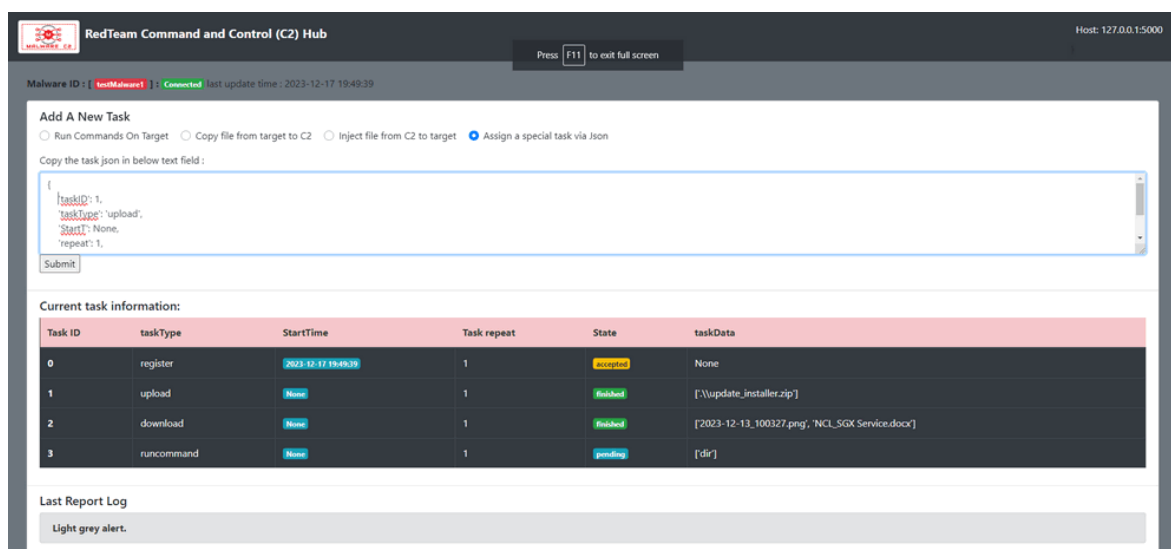 MALWARE C2
RedTeam Command and Control (C2) Hub
Host: 127.0.0.1:5000
Press F11 to exit full screen
Malware ID : [ testMalware1 ] : Connected last update time : 2023-12-17 19:49:39
Add A New Task
Run Commands On Target Copy file from target to C2 Inject file from C2 to target Assign a special task via Json
Copy the task json in below text field :
{
'taskID': 1,
'taskType': 'upload',
'StartT': None,
'repeat': 1,
Submit
Current task information:
Task ID taskType StartTime Task repeat State taskData
0 register 2023-12-17 19:49:39 1 accepted None
1 upload None 1 finished ['.\\update_installer.zip']
2 download None 1 finished ['2023-12-13_100327.png', 'NCL_SGX Service.docx']
3 runcommand None 1 pending ['dir']
Last Report Log
Light grey alert.